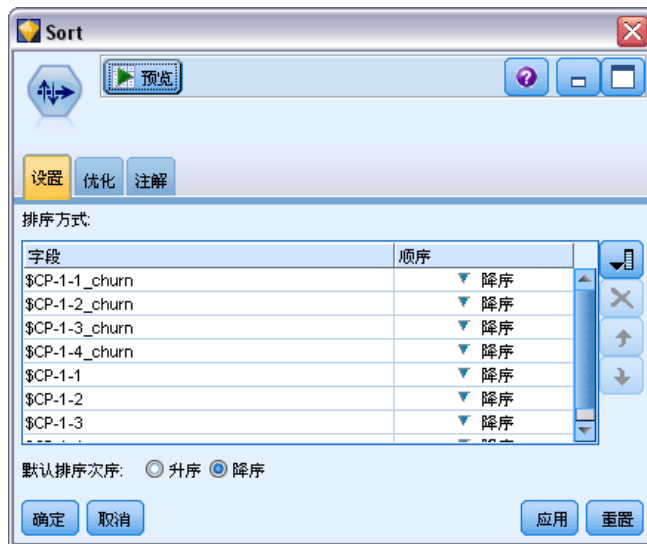 Sort
预览
设置 优化 注解
排序方式:
字段 顺序
$CP-1-1_churn 降序
$CP-1-2_churn 降序
$CP-1-3_churn 降序
$CP-1-4_churn 降序
$CP-1-1 降序
$CP-1-2 降序
$CP-1-3 降序
默认排序次序: 升序 降序
确定 取消 应用 重置